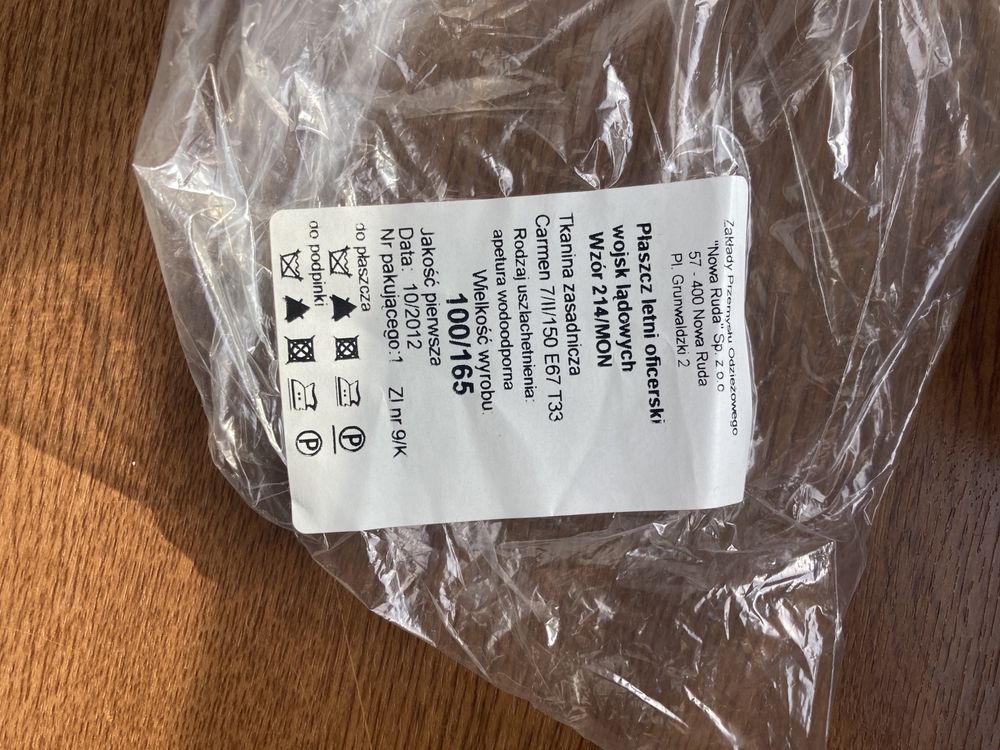 Zakłady Przemysłu Odzieżowego
"Nowa Ruda" Sp. z o.o
57 - 400 Nowa Ruda
Pl. Grunwaldzki 2
Płaszcz letni oficerski
wojsk lądowych
Wzór 214/MON
Tkanina zasadnicza
Carmen 7/II/150 E67 T33
Rodzaj uszlachetnienia:
apetura wodoodporna
Wielkość wyrobu:
100/165
Jakość pierwsza
Data: 10/2012
Nr pakującego:1 Zl nr 9/K
do płaszcza
P
do podpinki
P